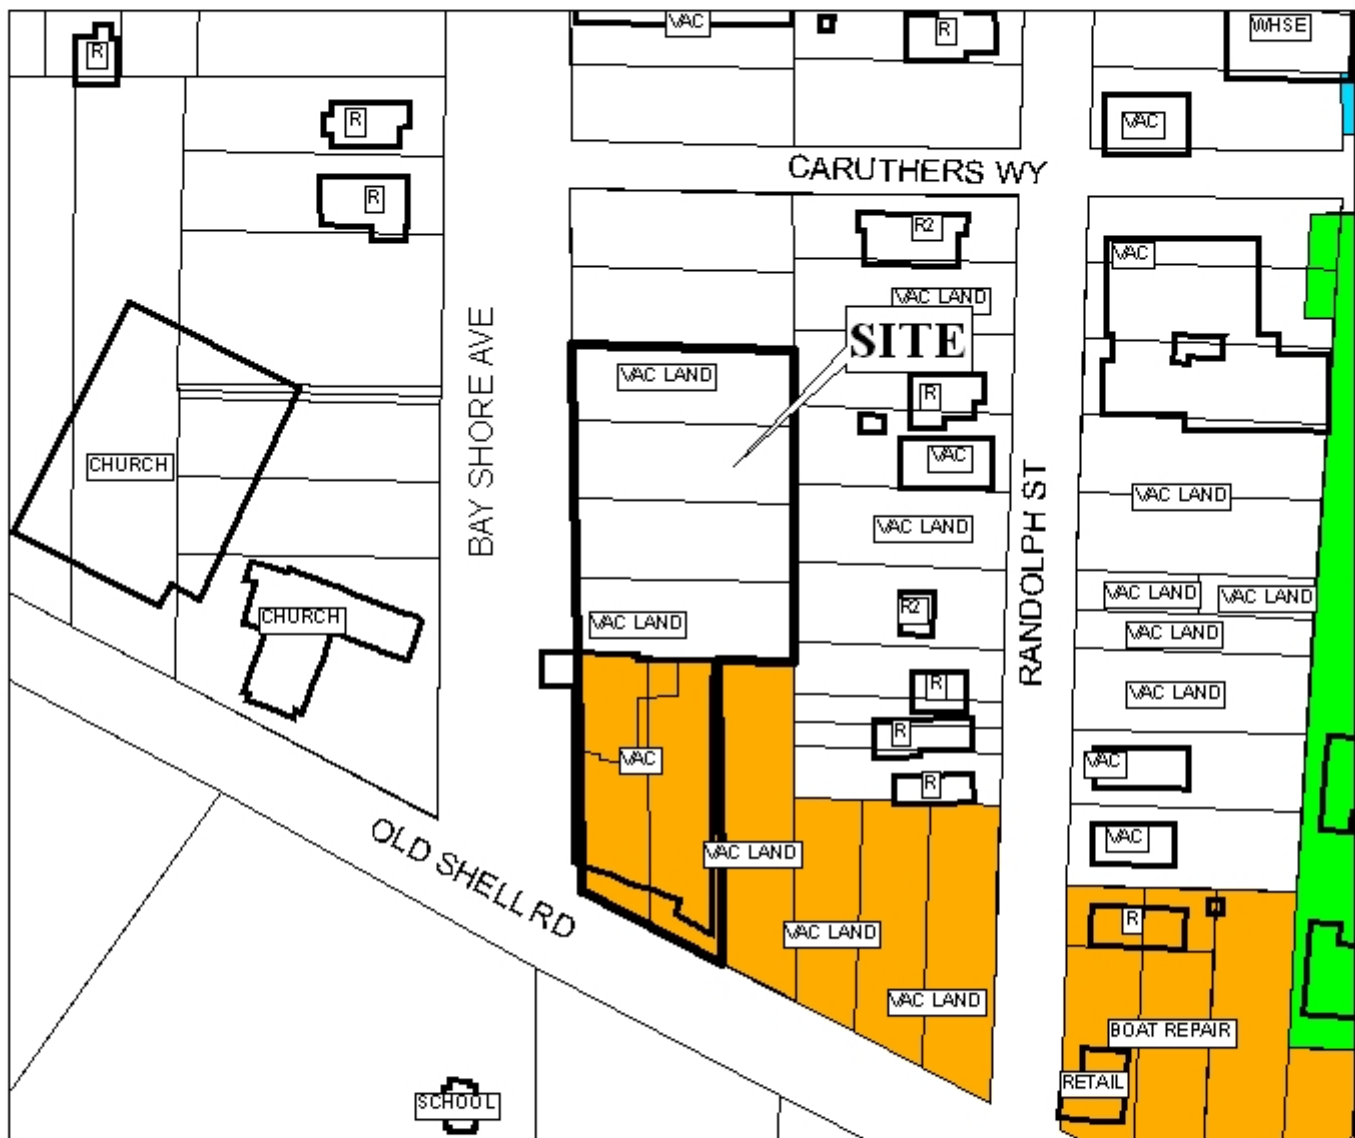 VAC
R
WHSE
R
R
VAC
CARUTHERS WY
R
R2
VAC
VAC LAND
SITE
VAC LAND
R
BAY SHORE AVE
VAC
CHURCH
VAC LAND
VAC LAND
RANDOLPH ST
VAC LAND
VAC LAND
R2
CHURCH
VAC LAND
VAC LAND
R
VAC LAND
R
VAC
VAC
R
OLD SHELL RD
VAC
VAC LAND
R
VAC LAND
VAC LAND
BOAT REPAIR
RETAIL
SCHOOL